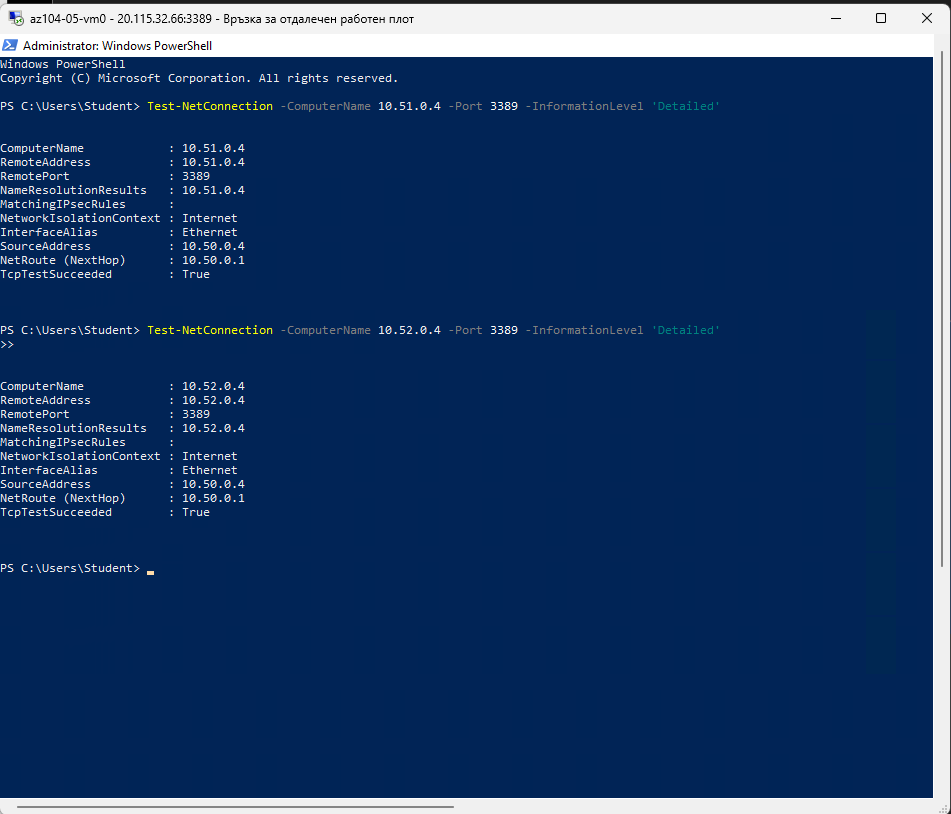 az104-05-vm0 - 20.115.32.66:3389 - Връзка за отдалечен работен плот
Administrator: Windows PowerShell
Windows PowerShell
Copyright (C) Microsoft Corporation. All rights reserved.
PS C:\Users\Student> Test-NetConnection -ComputerName 10.51.0.4 -Port 3389 -InformationLevel 'Detailed'
ComputerName : 10.51.0.4
RemoteAddress : 10.51.0.4
RemotePort : 3389
NameResolutionResults : 10.51.0.4
MatchingIPsecRules :
NetworkIsolationContext : Internet
InterfaceAlias : Ethernet
SourceAddress : 10.50.0.4
NetRoute (NextHop) : 10.50.0.1
TcpTestSucceeded : True
PS C:\Users\Student> Test-NetConnection -ComputerName 10.52.0.4 -Port 3389 -InformationLevel 'Detailed'
>>
ComputerName : 10.52.0.4
RemoteAddress : 10.52.0.4
RemotePort : 3389
NameResolutionResults : 10.52.0.4
MatchingIPsecRules :
NetworkIsolationContext : Internet
InterfaceAlias : Ethernet
SourceAddress : 10.50.0.4
NetRoute (NextHop) : 10.50.0.1
TcpTestSucceeded : True
PS C:\Users\Student>